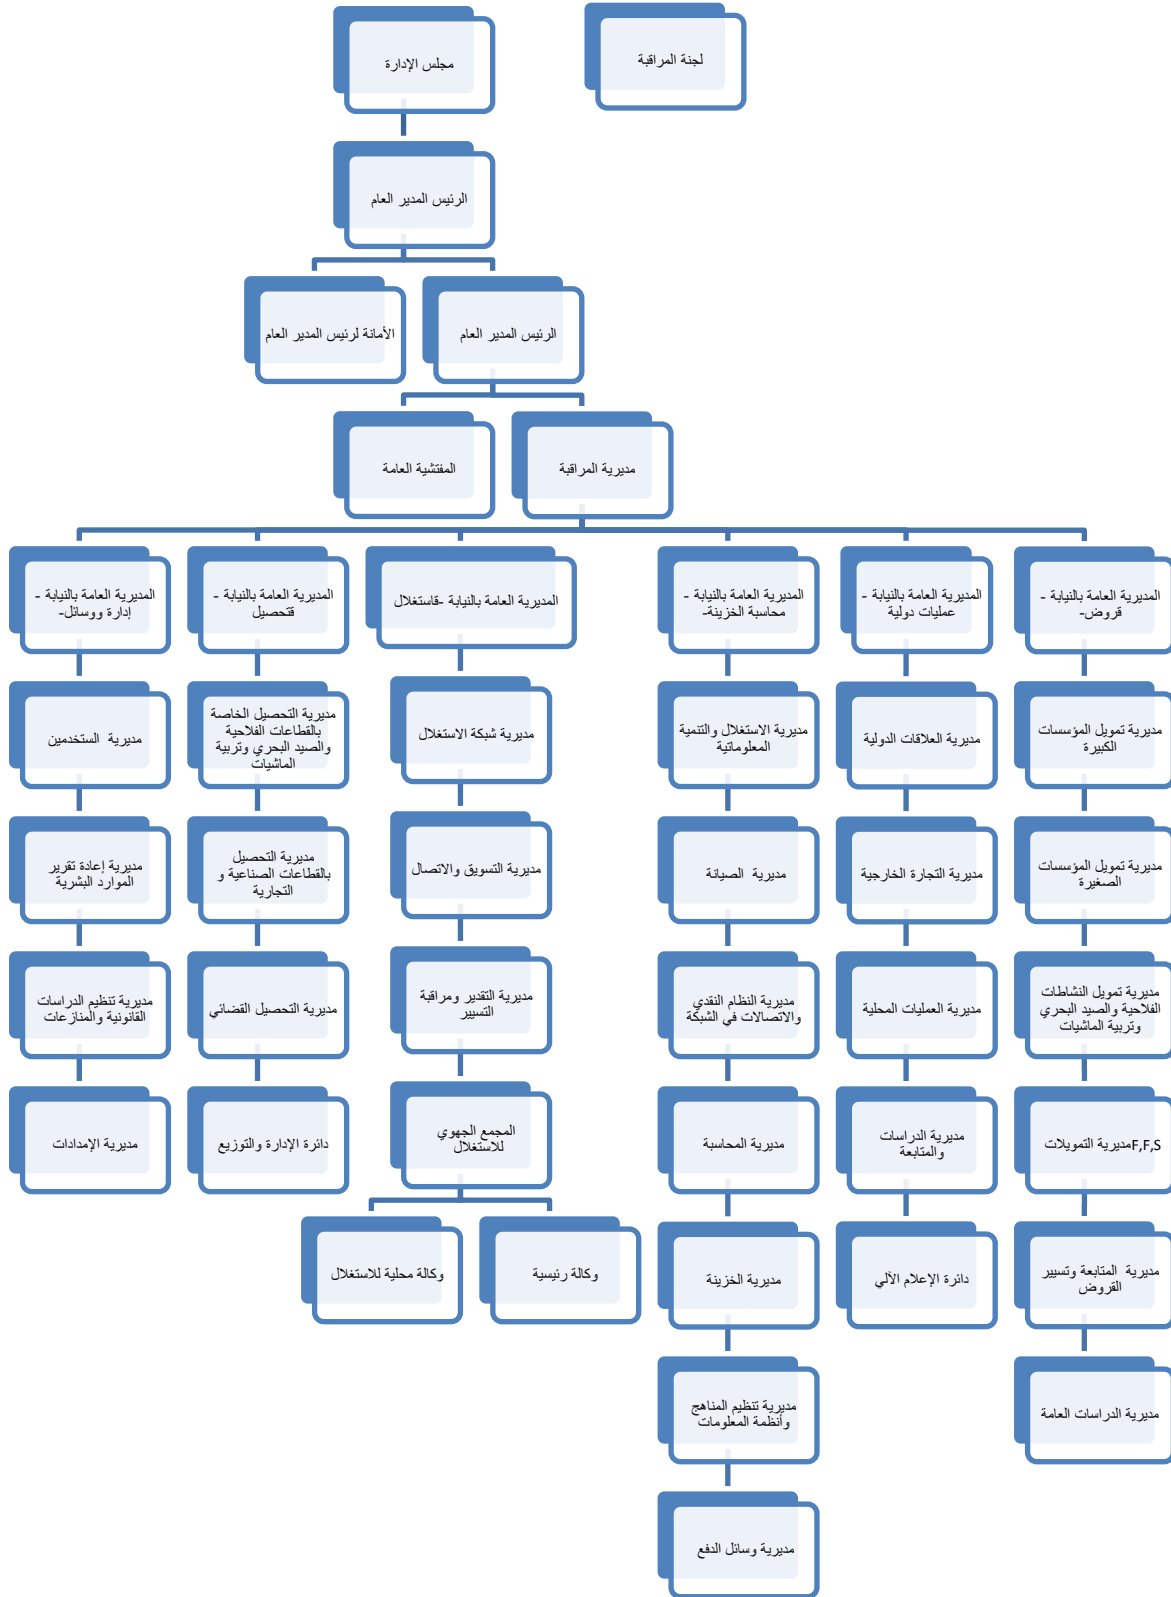 لجنة المراقبة
مجلس الإدارة
الرئيس المدير العام
الرئيس المدير العام
الأمانة لرئيس المدير العام
مديرية المراقبة
المفتشية العامة
المديرية العامة بالنيابة -
قروض-
المديرية العامة بالنيابة -
عمليات دولية
المديرية العامة بالنيابة -
محاسبة الخزينة-
المديرية العامة بالنيابة -قاستغلال
المديرية العامة بالنيابة -
قتحصيل
المديرية العامة بالنيابة -
إدارة ووسائل-
مديرية تمويل المؤسسات
الكبيرة
مديرية العلاقات الدولية
مديرية الاستغلال والتنمية
المعلوماتية
مديرية شبكة الاستغلال
مديرية التحصيل الخاصة
بالقطاعات الفلاحية
والصيد البحري وتربية
الماشيات
مديرية الستخدمين
مديرية تمويل المؤسسات
الصغيرة
مديرية التجارة الخارجية
مديرية الصيانة
مديرية التسويق والاتصال
مديرية التحصيل
بالقطاعات الصناعية و
التجارية
مديرية إعادة تقرير
الموارد البشرية
مديرية تمويل النشاطات
الفلاحية والصيد البحري
وتربية الماشيات
مديرية العمليات المحلية
مديرية النظام النقدي
والاتصالات في الشبكة
مديرية التقدير ومراقبة
التسيير
مديرية التحصيل القضائي
مديرية تنظيم الدراسات
القانونية والمنازعات
مديرية التمويلاتF,F,S
مديرية الدراسات
والمتابعة
مديرية المحاسبة
المجمع الجهوي
للاستغلال
دائرة الإدارة والتوزيع
مديرية الإمدادات
مديرية المتابعة وتسيير
القروض
دائرة الإعلام الآلي
مديرية الخزينة
وكالة رئيسية
وكالة محلية للاستغلال
مديرية الدراسات العامة
مديرية تنظيم المناهج
وأنظمة المعلومات
مديرية وسائل الدفع